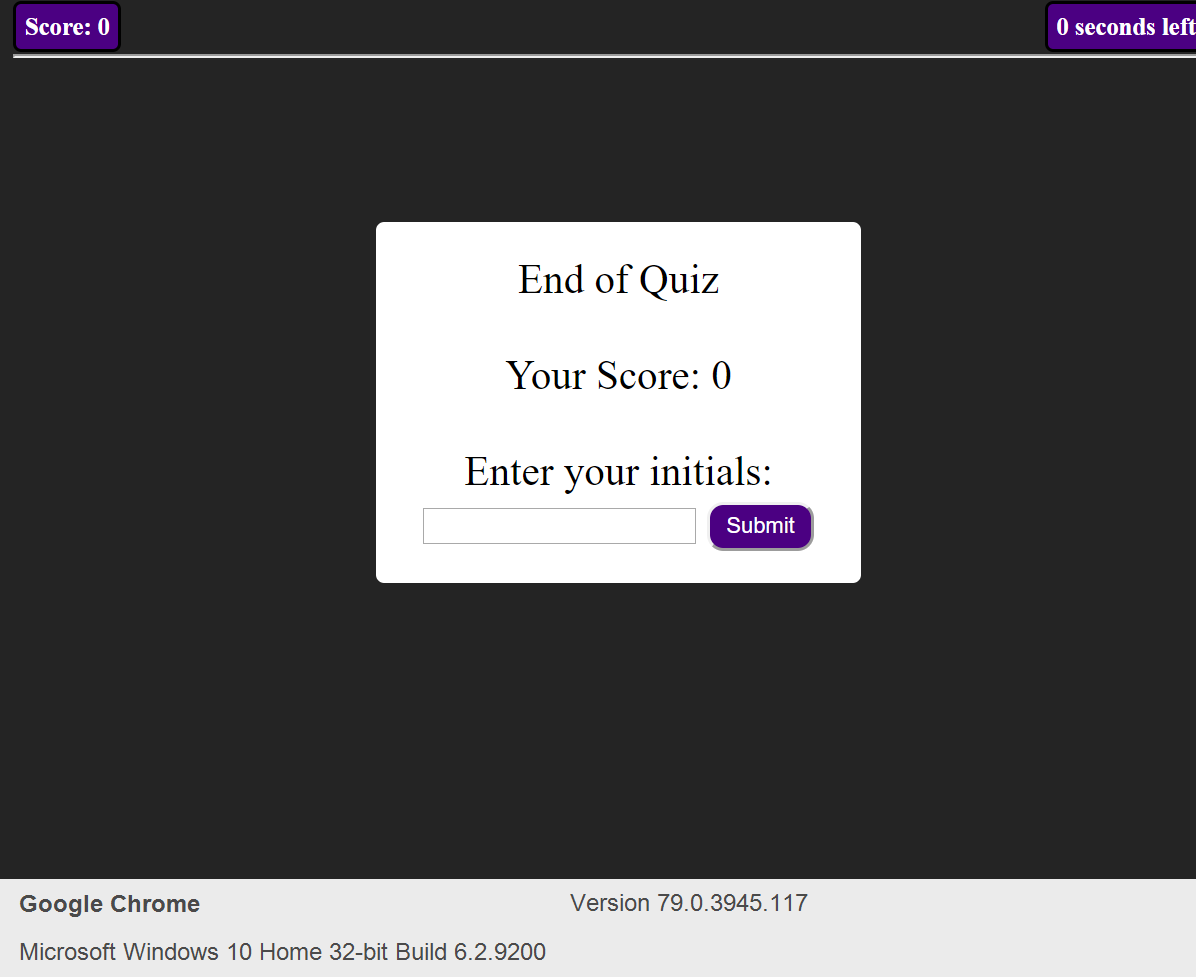 Score: 0
0 seconds left
End of Quiz
Your Score: 0
Enter your initials:
Submit
Google Chrome
Version 79.0.3945.117
Microsoft Windows 10 Home 32-bit Build 6.2.9200